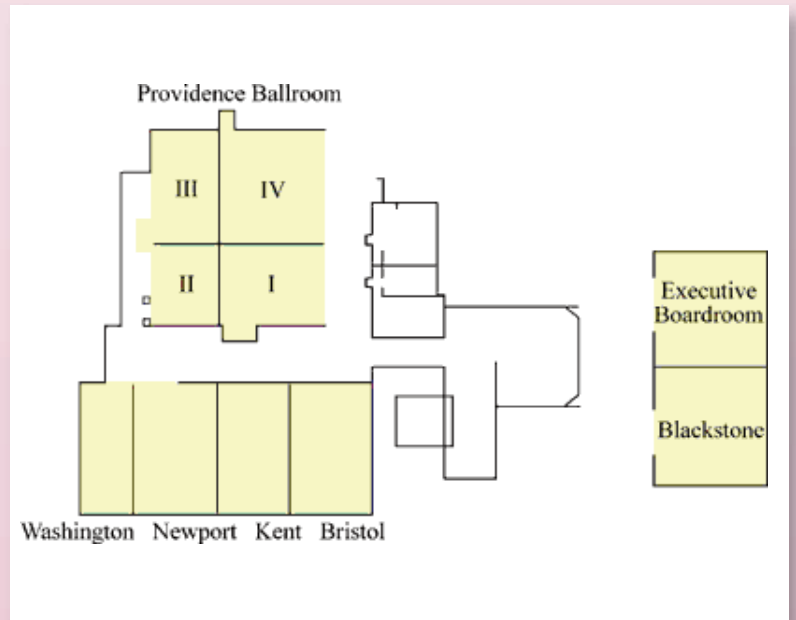 Providence Ballroom
III
IV
II
I
Executive
Boardroom
Blackstone
Washington Newport Kent Bristol